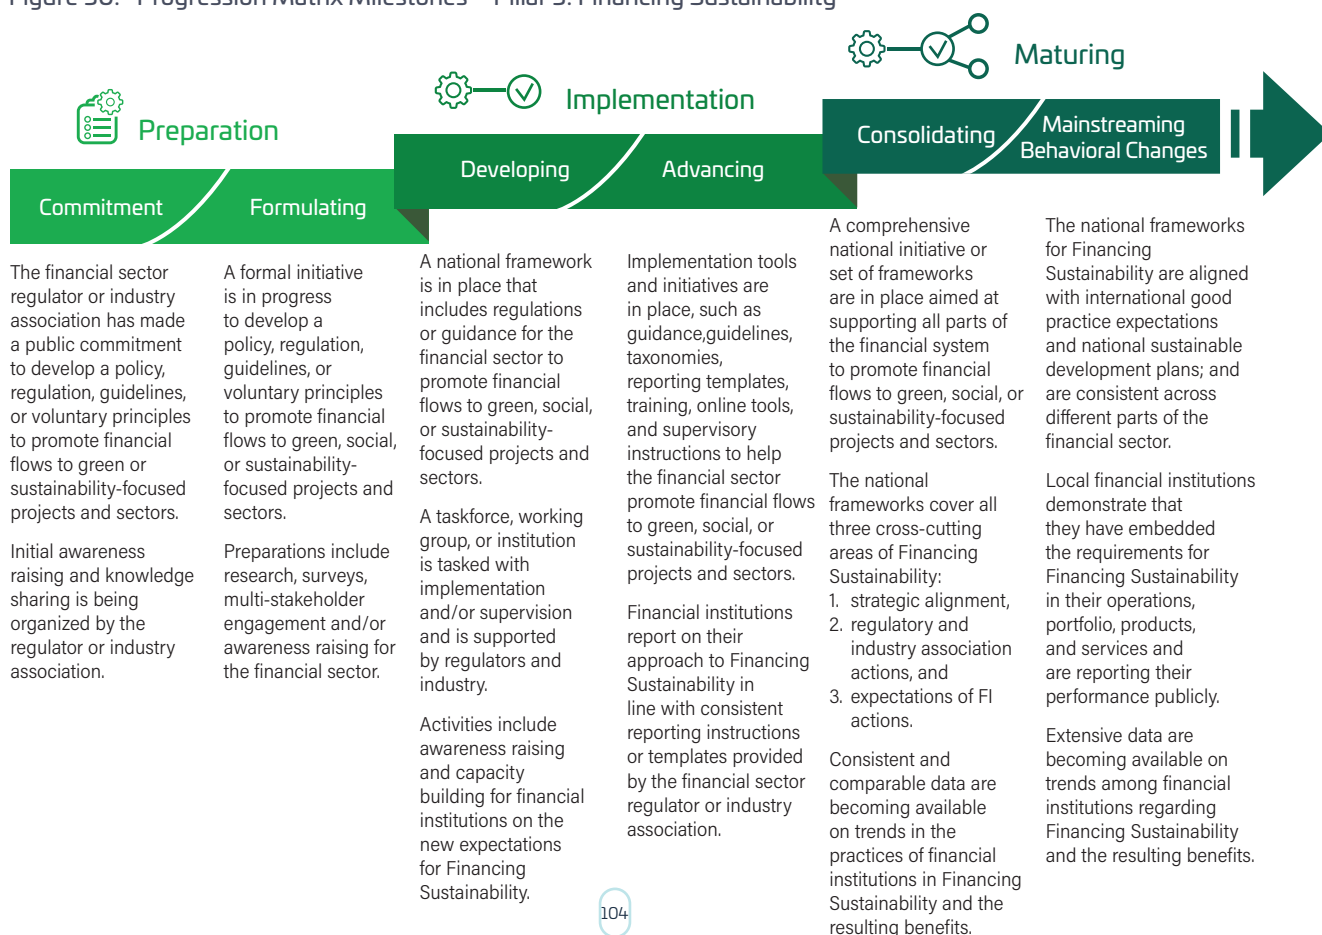 Figure 30. Progression Matrix Milestones – Pillar 3: Financing Sustainability
Preparation
Commitment
Formulating
The financial sector
regulator or industry
association has made
a public commitment
to develop a policy,
regulation, guidelines,
or voluntary principles
to promote financial
flows to green or
sustainability-focused
projects and sectors.
Initial awareness
raising and knowledge
sharing is being
organized by the
regulator or industry
association.
A formal initiative
is in progress
to develop a
policy, regulation,
guidelines, or
voluntary principles
to promote financial
flows to green, social,
or sustainability-
focused projects and
sectors.
Preparations include
research, surveys,
multi-stakeholder
engagement and/or
awareness raising for
the financial sector.
Implementation
Developing
Advancing
A national framework
is in place that
includes regulations
or guidance for the
financial sector to
promote financial
flows to green, social,
or sustainability-
focused projects and
sectors.
A taskforce, working
group, or institution
is tasked with
implementation
and/or supervision
and is supported
by regulators and
industry.
Activities include
awareness raising
and capacity
building for financial
institutions on the
new expectations
for Financing
Sustainability.
Implementation tools
and initiatives are
in place, such as
guidance,guidelines,
taxonomies,
reporting templates,
training, online tools,
and supervisory
instructions to help
the financial sector
promote financial flows
to green, social, or
sustainability-focused
projects and sectors.
Financial institutions
report on their
approach to Financing
Sustainability in
line with consistent
reporting instructions
or templates provided
by the financial sector
regulator or industry
association.
Maturing
Consolidating
Mainstreaming
Behavioral Changes
A comprehensive
national initiative or
set of frameworks
are in place aimed at
supporting all parts of
the financial system
to promote financial
flows to green, social, or
sustainability-focused
projects and sectors.
The national
frameworks cover all
three cross-cutting
areas of Financing
Sustainability:
1. strategic alignment,
2. regulatory and
industry association
actions, and
3. expectations of FI
actions.
Consistent and
comparable data are
becoming available
on trends in the
practices of financial
institutions in Financing
Sustainability and the
resulting benefits.
The national frameworks
for Financing
Sustainability are aligned
with international good
practice expectations
and national sustainable
development plans; and
are consistent across
different parts of the
financial sector.
Local financial institutions
demonstrate that
they have embedded
the requirements for
Financing Sustainability
in their operations,
portfolio, products,
and services and
are reporting their
performance publicly.
Extensive data are
becoming available on
trends among financial
institutions regarding
Financing Sustainability
and the resulting benefits.
104